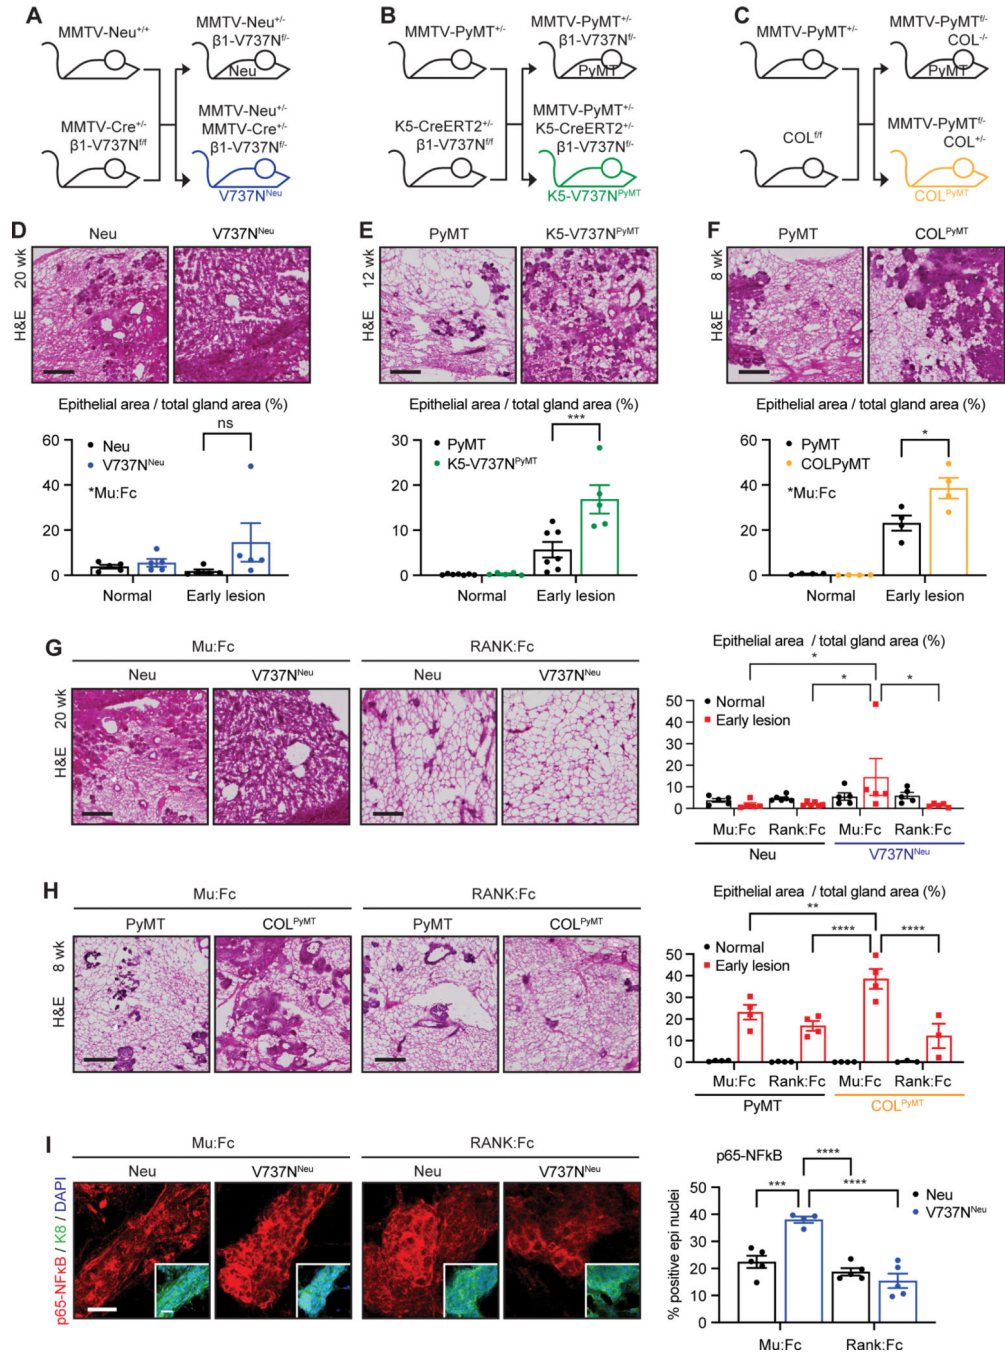 A
MMTV-Neu+/+
MMTV-Neu+/-
β1-V737Nf/-
Neu
MMTV-Cre+/-
β1-V737Nf/f
MMTV-Neu+/-
MMTV-Cre+/-
β1-V737Nf/-
V737NNeu
B
MMTV-PyMT+/-
MMTV-PyMT+/-
β1-V737Nf/-
PyMT
K5-CreERT2+/-
β1-V737Nf/f
MMTV-PyMT+/-
K5-CreERT2+/-
β1-V737Nf/-
K5-V737NPyMT
C
MMTV-PyMT+/-
MMTV-PyMTf/-
COL-/-
PyMT
COLf/f
MMTV-PyMTf/-
COL+/-
COLPyMT
D
Neu
V737NNeu
H&E 20 wk
Epithelial area / total gland area (%)
60
40
20
0
Neu
V737NNeu
*Mu:Fc
ns
Normal
Early lesion
E
PyMT
K5-V737NPyMT
H&E 12 wk
Epithelial area / total gland area (%)
30
20
10
0
PyMT
K5-V737NPyMT
***
Normal
Early lesion
F
PyMT
COLPyMT
H&E 8 wk
Epithelial area / total gland area (%)
60
40
20
0
PyMT
COLPyMT
*Mu:Fc
*
Normal
Early lesion
G
Mu:Fc
RANK:Fc
Neu
V737NNeu
Neu
V737NNeu
H&E 20 wk
Epithelial area / total gland area (%)
*
* *
50
40
30
20
10
0
Normal
Early lesion
Mu:Fc Rank:Fc Mu:Fc Rank:Fc
Neu
V737NNeu
H
Mu:Fc
RANK:Fc
PyMT
COLPyMT
PyMT
COLPyMT
H&E 8 wk
Epithelial area / total gland area (%)
**
**** ****
50
40
30
20
10
0
Normal
Early lesion
Mu:Fc Rank:Fc Mu:Fc Rank:Fc
PyMT
COLPyMT
I
Mu:Fc
RANK:Fc
Neu
V737NNeu
Neu
V737NNeu
p65-NFκB / K8 / DAPI
p65-NFkB
****
*** ****
% positive epi nuclei
50
40
30
20
10
0
Neu
V737NNeu
Mu:Fc
Rank:Fc